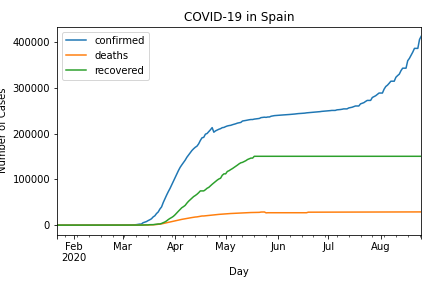 COVID-19 in Spain
confirmed
deaths
recovered
400000
300000
200000
100000
0
Number of Cases
Feb
2020
Mar
Apr
May
Jun
Jul
Aug
Day